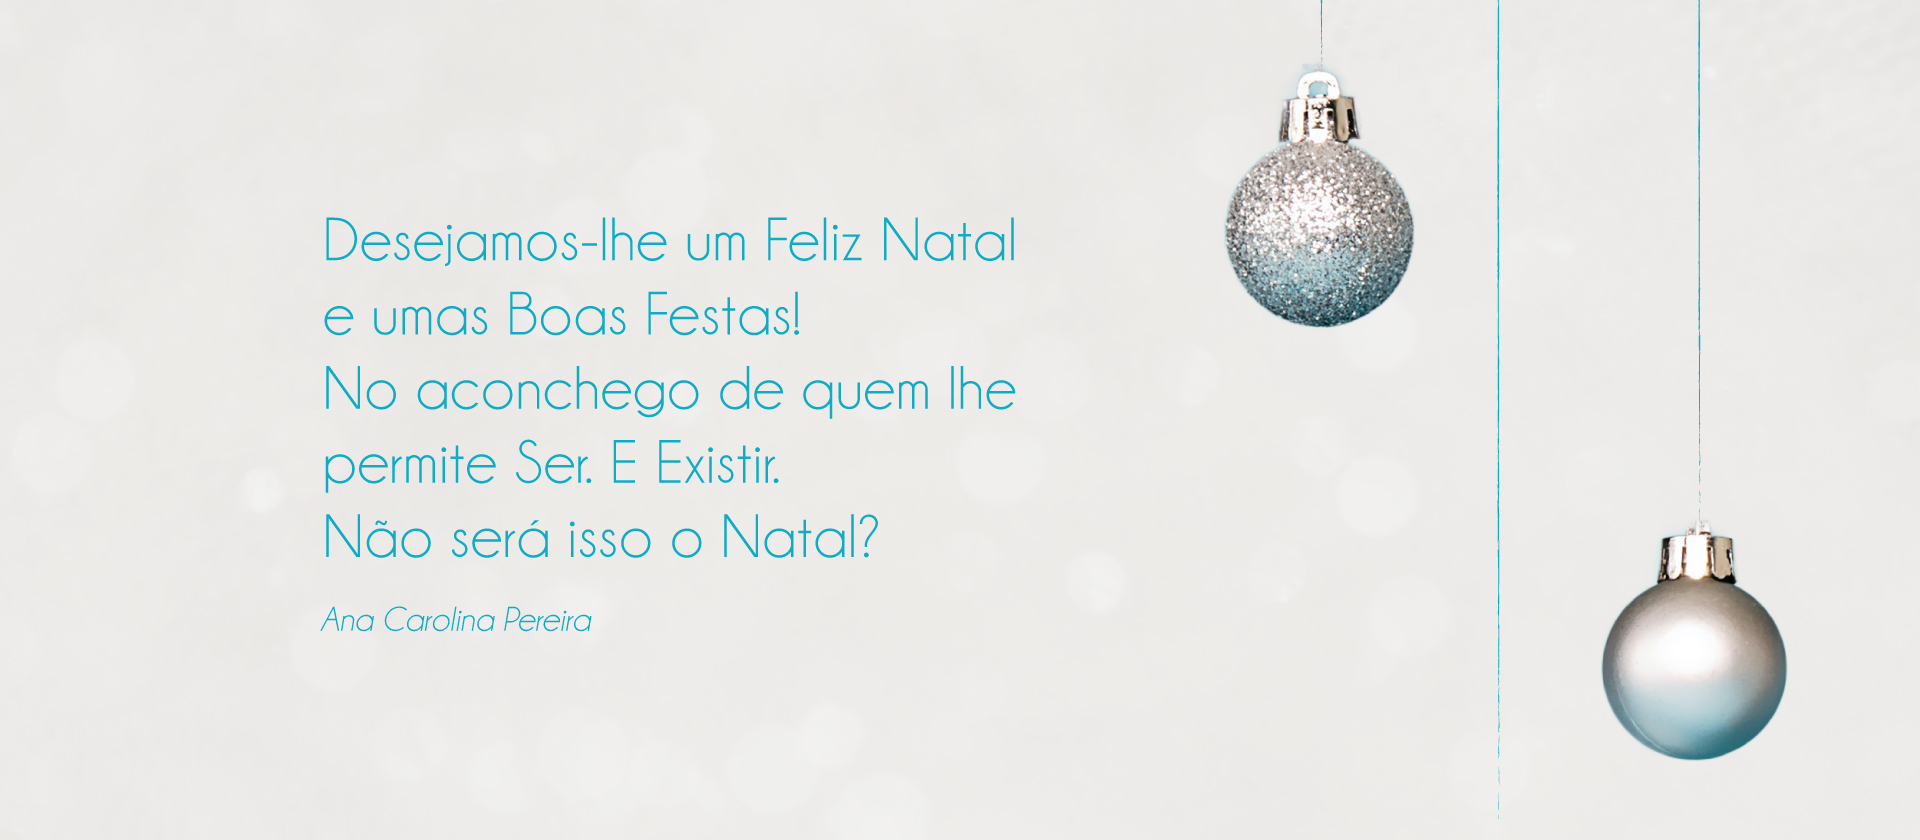 Desejamos-lhe um Feliz Natal
e umas Boas Festas!
No aconchego de quem lhe
permite Ser. E Existir.
Não será isso o Natal?
Ana Carolina Pereira